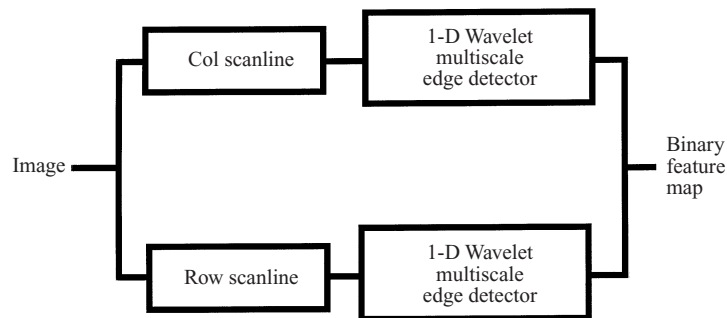 Col scanline
1-D Wavelet
multiscale
edge detector
Image
Binary
feature
map
Row scanline
1-D Wavelet
multiscale
edge detector